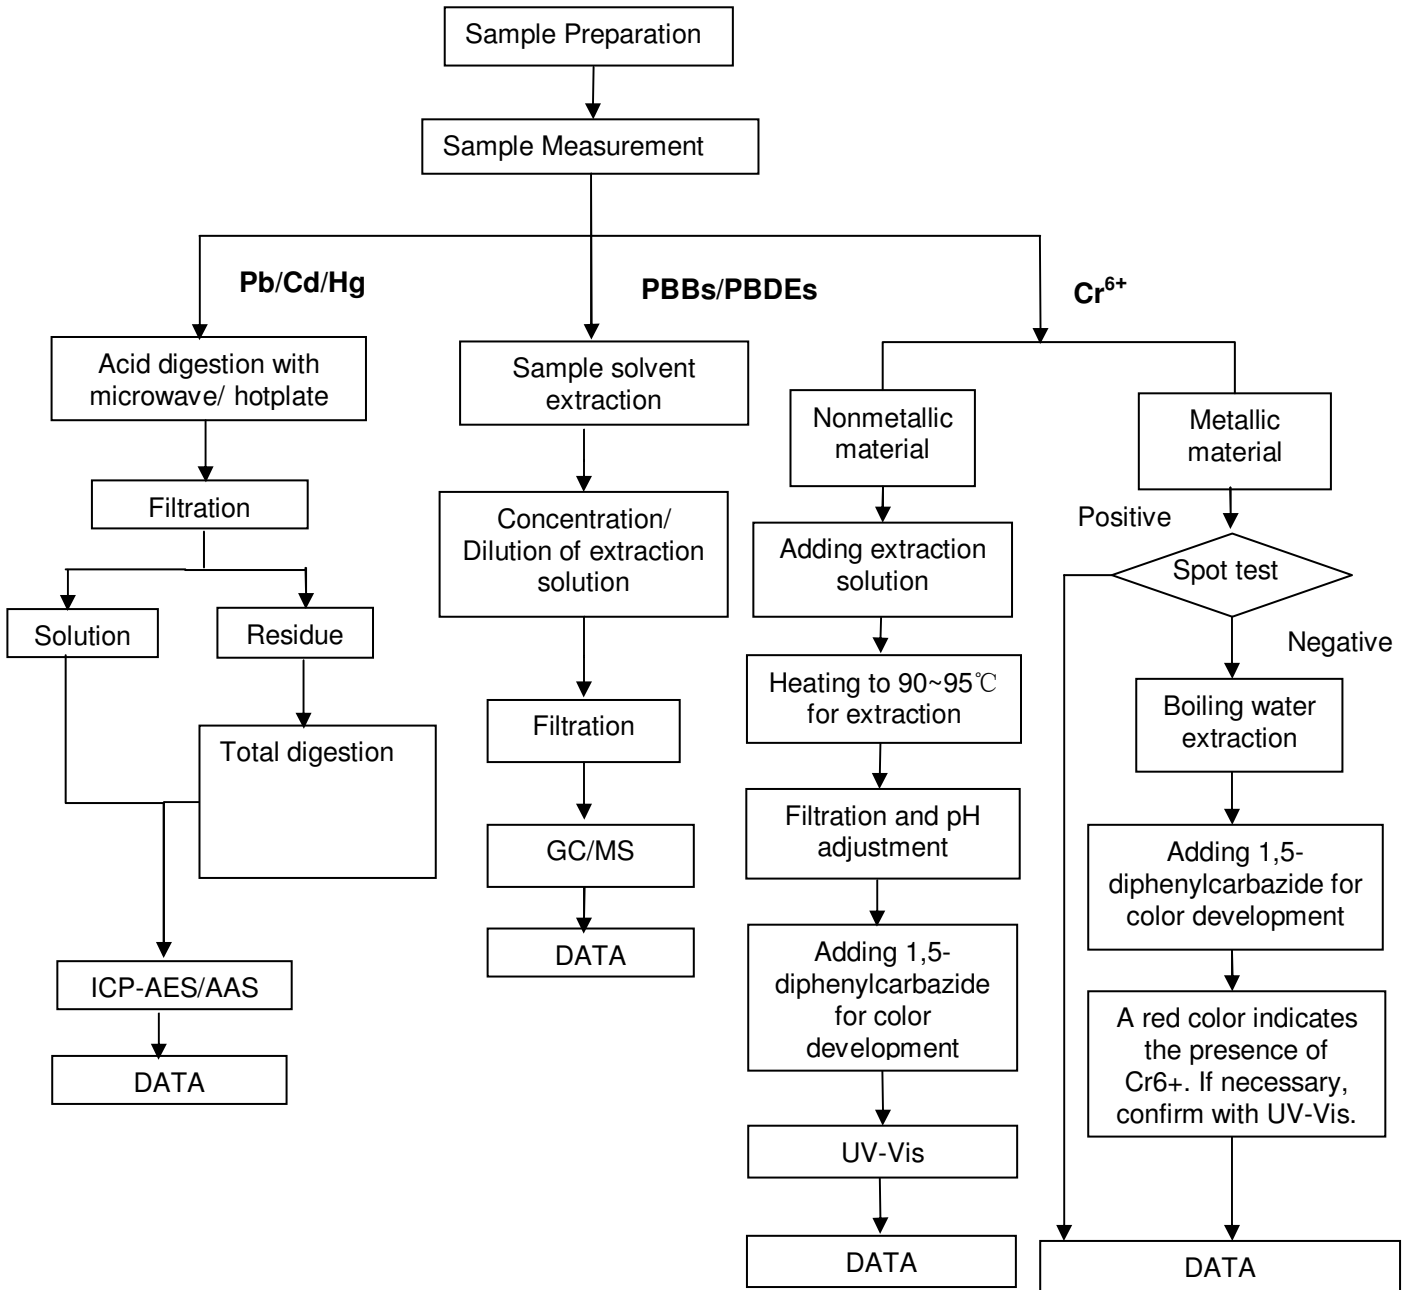 Sample Preparation
Sample Measurement
Pb/Cd/Hg
PBBs/PBDEs
Cr6+
Acid digestion with
microwave/ hotplate
Filtration
Solution
Residue
Total digestion
ICP-AES/AAS
DATA
Sample solvent
extraction
Concentration/
Dilution of extraction
solution
Filtration
GC/MS
DATA
Nonmetallic
material
Adding extraction
solution
Heating to 90~95℃
for extraction
Filtration and pH
adjustment
Adding 1,5-
diphenylcarbazide
for color
development
UV-Vis
DATA
Metallic
material
Positive
Spot test
Negative
Boiling water
extraction
Adding 1,5-
diphenylcarbazide for
color development
A red color indicates
the presence of
Cr6+. If necessary,
confirm with UV-Vis.
DATA